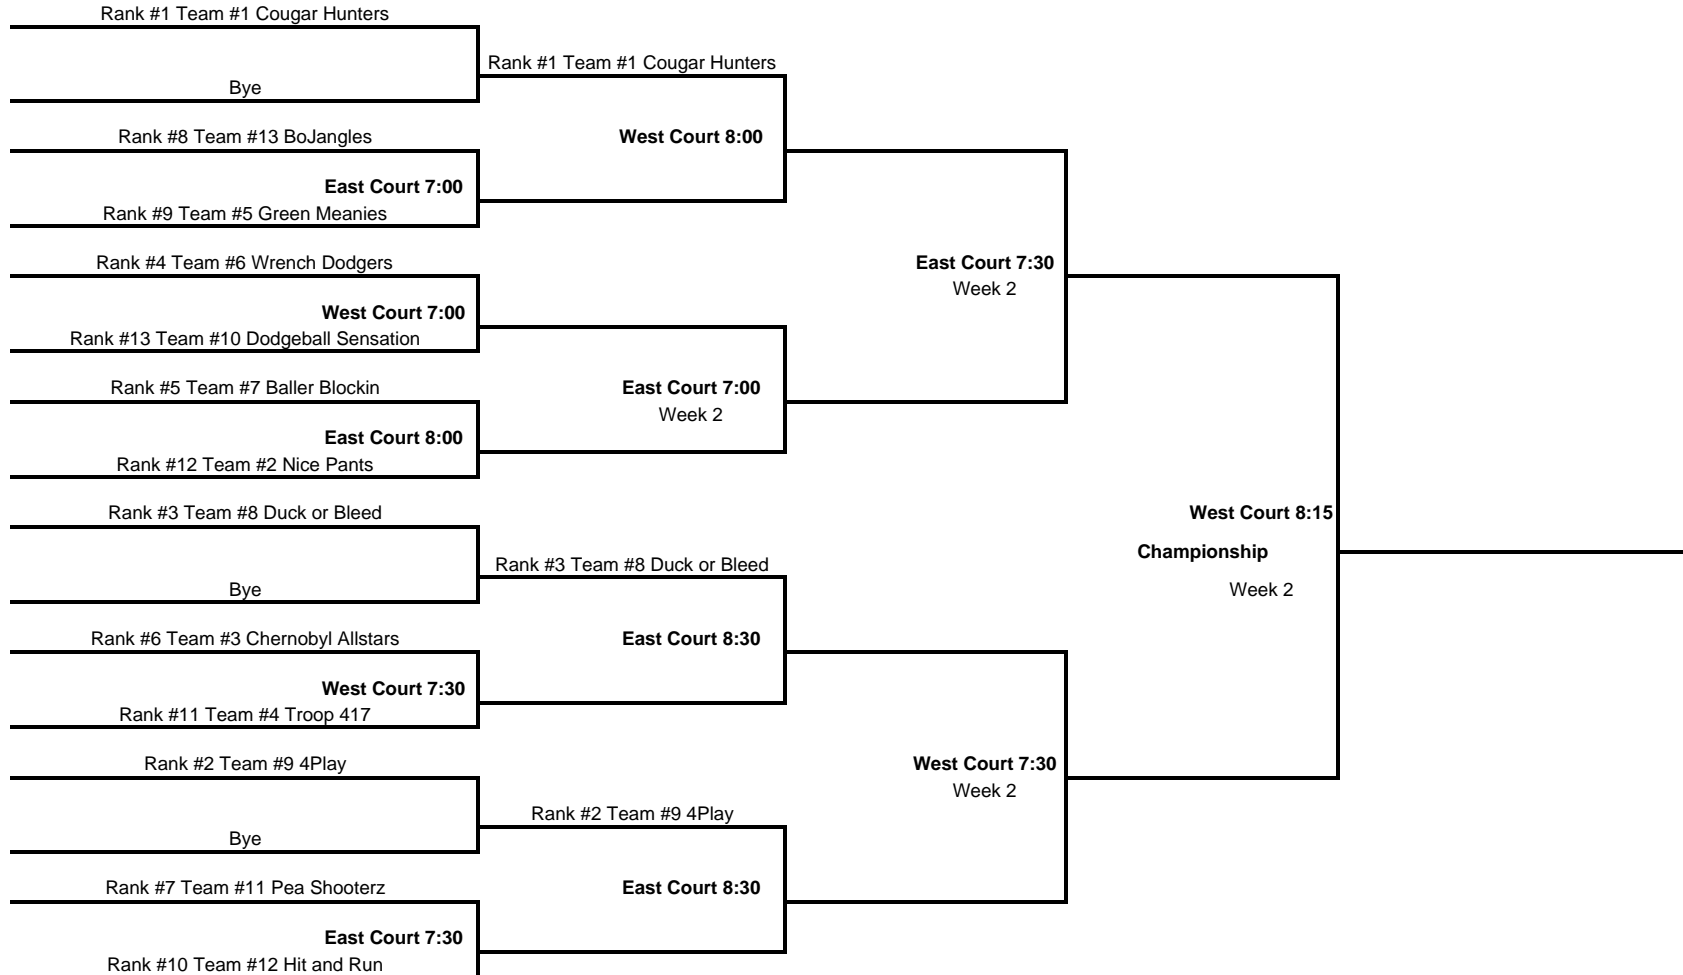 Rank #1 Team #1 Cougar Hunters
Rank #1 Team #1 Cougar Hunters
Bye
Rank #8 Team #13 BoJangles
West Court 8:00
East Court 7:00
Rank #9 Team #5 Green Meanies
Rank #4 Team #6 Wrench Dodgers
East Court 7:30
Week 2
West Court 7:00
Rank #13 Team #10 Dodgeball Sensation
Rank #5 Team #7 Baller Blockin
East Court 7:00
Week 2
East Court 8:00
Rank #12 Team #2 Nice Pants
Rank #3 Team #8 Duck or Bleed
West Court 8:15
Championship
Week 2
Rank #3 Team #8 Duck or Bleed
Bye
Rank #6 Team #3 Chernobyl Allstars
East Court 8:30
West Court 7:30
Rank #11 Team #4 Troop 417
Rank #2 Team #9 4Play
West Court 7:30
Week 2
Rank #2 Team #9 4Play
Bye
Rank #7 Team #11 Pea Shooterz
East Court 8:30
East Court 7:30
Rank #10 Team #12 Hit and Run